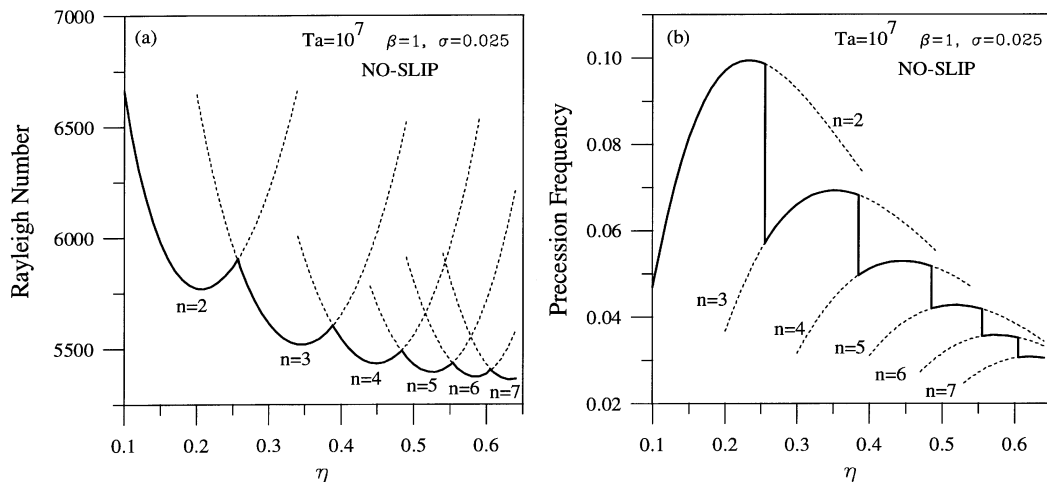 (a)
Ta=10^7 β=1, σ=0.025
NO-SLIP
Rayleigh Number
7000
6500
6000
5500
n=2
n=3
n=4
n=5
n=6
n=7
0.1 0.2 0.3 0.4 0.5 0.6
η
(b)
Ta=10^7 β=1, σ=0.025
NO-SLIP
Precession Frequency
0.10
0.08
0.06
0.04
0.02
n=2
n=3
n=4
n=5
n=6
n=7
0.1 0.2 0.3 0.4 0.5 0.6
η